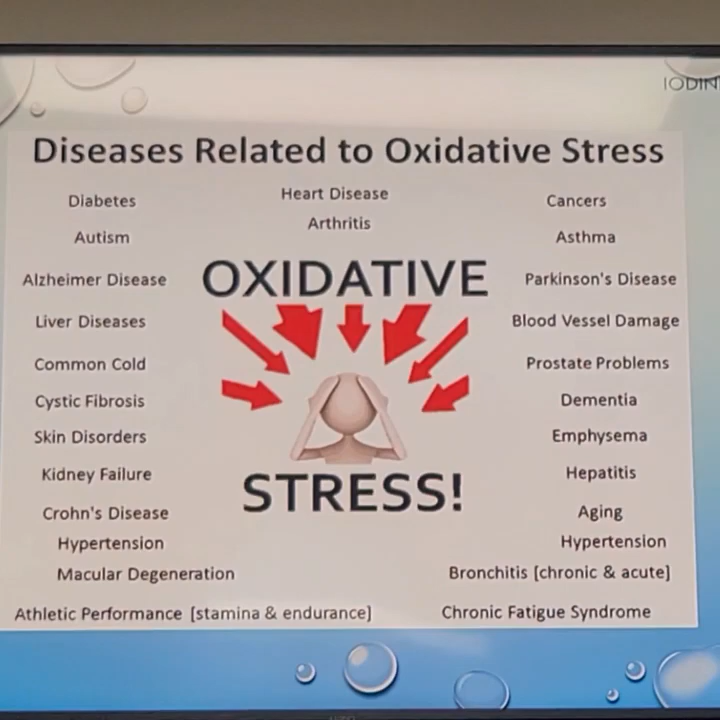 Diseases Related to Oxidative Stress
Diabetes
Heart Disease
Cancers
Autism
Arthritis
Asthma
Alzheimer Disease
OXIDATIVE
Parkinson's Disease
Liver Diseases
Blood Vessel Damage
Common Cold
Prostate Problems
Cystic Fibrosis
Dementia
Skin Disorders
Emphysema
Kidney Failure
STRESS!
Hepatitis
Crohn's Disease
Aging
Hypertension
Hypertension
Macular Degeneration
Bronchitis [chronic & acute]
Athletic Performance [stamina & endurance]
Chronic Fatigue Syndrome